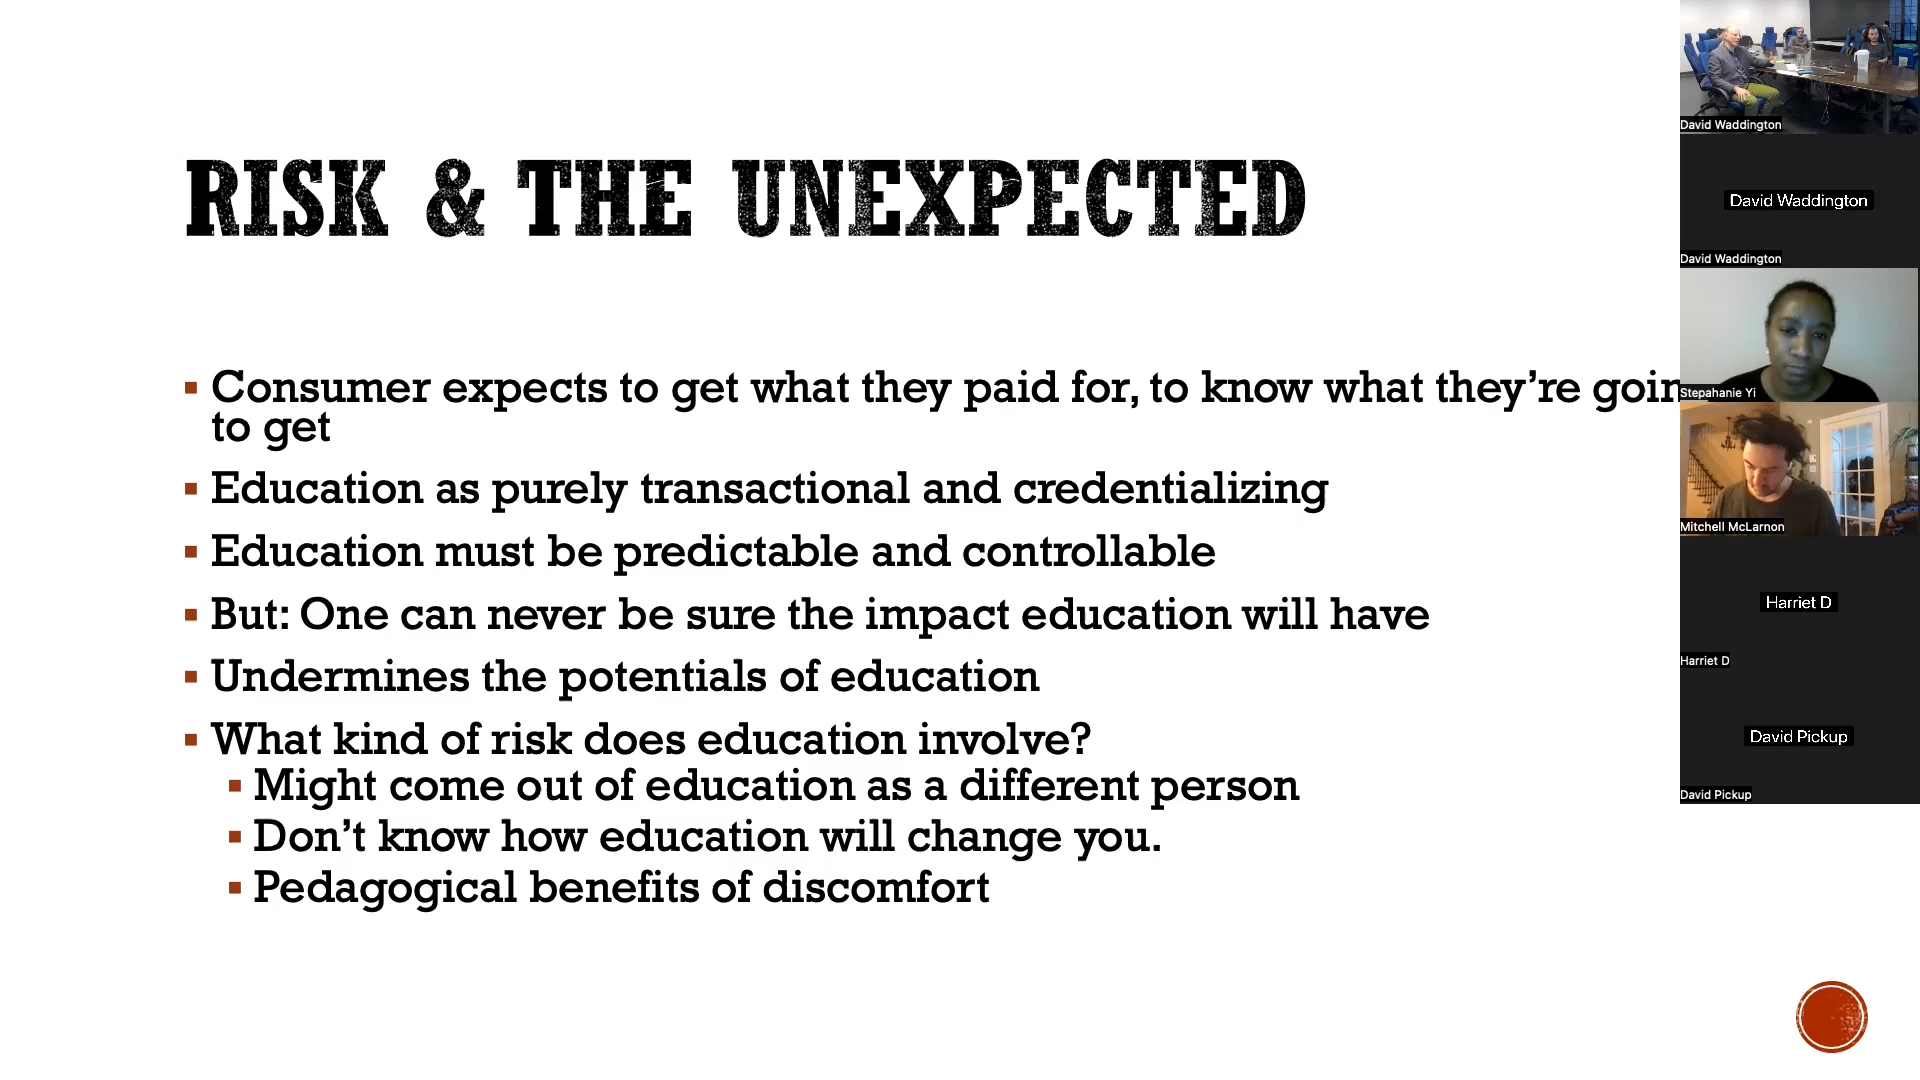 RISK & THE UNEXPECTED
Consumer expects to get what they paid for, to know what they’re goin
to get
Education as purely transactional and credentializing
Education must be predictable and controllable
But: One can never be sure the impact education will have
Undermines the potentials of education
What kind of risk does education involve?
Might come out of education as a different person
Don’t know how education will change you.
Pedagogical benefits of discomfort
David Waddington
David Waddington
David Waddington
Stepahanie Yi
Mitchell McLarnon
Harriet D
Harriet D
David Pickup
David Pickup